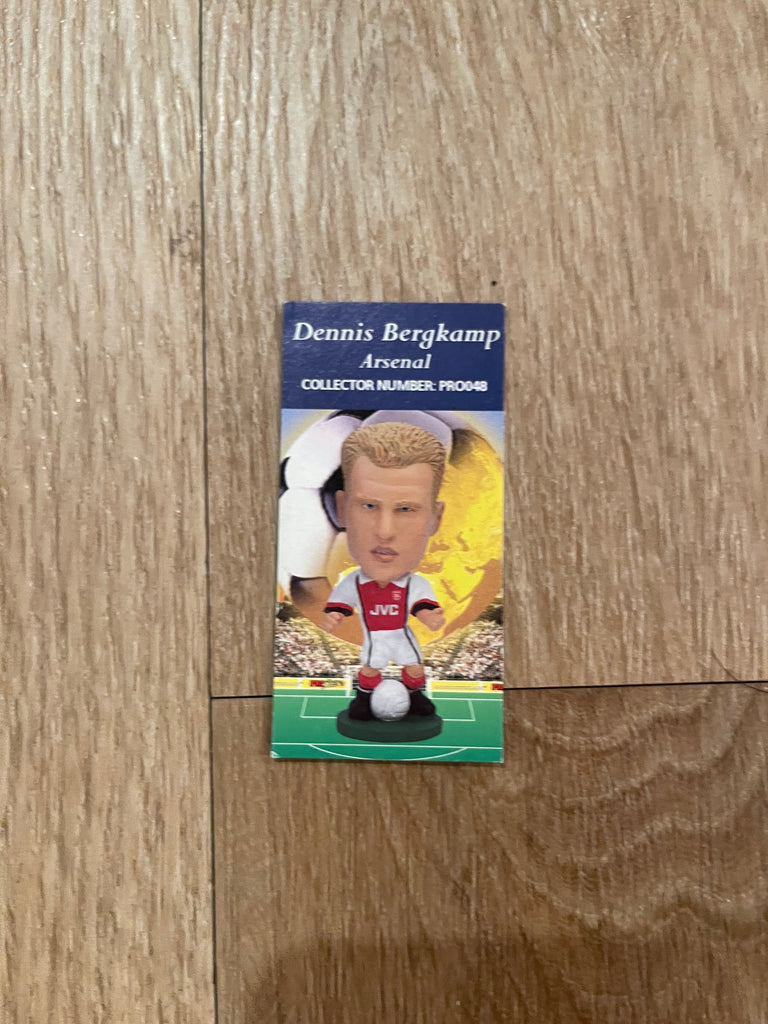 Dennis Bergkamp
Arsenal
COLLECTOR NUMBER: PRO048
JVC